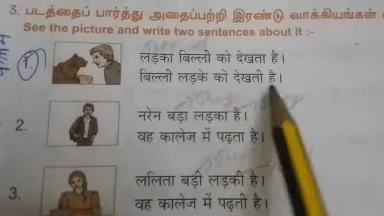 3. படத்தைப் பார்த்து அதைப்பற்றி இரண்டு வாக்கியங்கள்
See the picture and write two sentences about it :-
1.
लड़का बिल्ली को देखता है।
बिल्ली लड़के को देखती है।
2.
नरेन बड़ा लड़का है।
वह कालेज में पढ़ता है।
3.
ललिता बड़ी लड़की है।
वह कालेज में पढ़ती है।